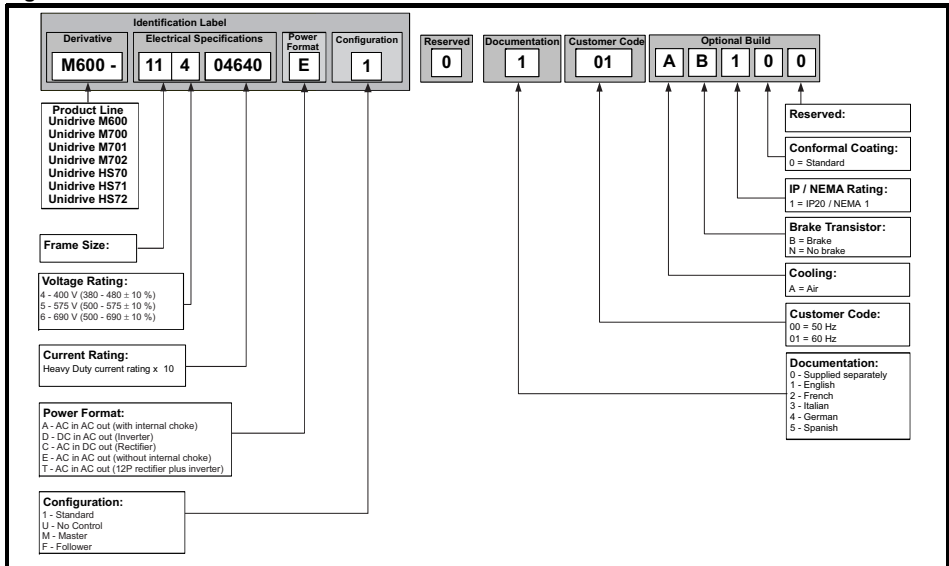 Identification Label
Derivative
Electrical Specifications
Power
Format
Configuration
Reserved
Documentation
Customer Code
Optional Build
M600 -
11
4
04640
E
1
0
1
01
A
B
1
0
0
Product Line
Unidrive M600
Unidrive M700
Unidrive M701
Unidrive M702
Unidrive HS70
Unidrive HS71
Unidrive HS72
Frame Size:
Voltage Rating:
4 - 400 V (380 - 480 ± 10 %)
5 - 575 V (500 - 575 ± 10 %)
6 - 690 V (500 - 690 ± 10 %)
Current Rating:
Heavy Duty current rating x 10
Power Format:
A - AC in AC out (with internal choke)
D - DC in AC out (Inverter)
C - AC in DC out (Rectifier)
E - AC in AC out (without internal choke)
T - AC in AC out (12P rectifier plus inverter)
Configuration:
1 - Standard
U - No Control
M - Master
F - Follower
Reserved:
Conformal Coating:
0 = Standard
IP / NEMA Rating:
1 = IP20 / NEMA 1
Brake Transistor:
B = Brake
N = No brake
Cooling:
A = Air
Customer Code:
00 = 50 Hz
01 = 60 Hz
Documentation:
0 - Supplied separately
1 - English
2 - French
3 - Italian
4 - German
5 - Spanish